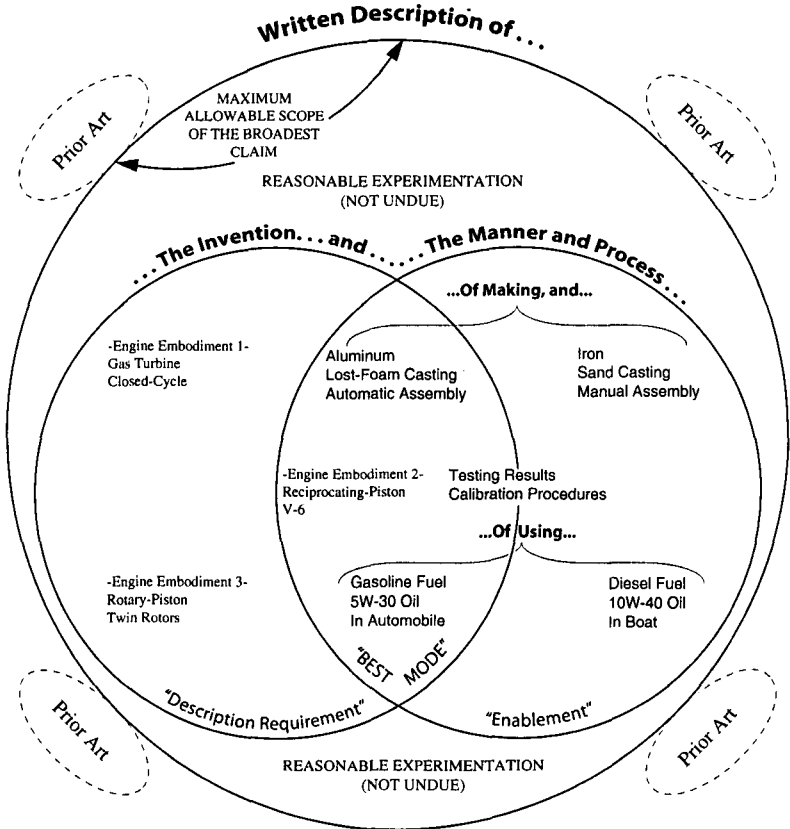 Written Description of...
Prior Art
Prior Art
MAXIMUM
ALLOWABLE SCOPE
OF THE BROADEST
CLAIM
REASONABLE EXPERIMENTATION
(NOT UNDUE)
...The Invention...and...
...The Manner and Process...
...Of Making, and...
-Engine Embodiment 1-
Gas Turbine
Closed-Cycle
Aluminum
Lost-Foam Casting
Automatic Assembly
Iron
Sand Casting
Manual Assembly
-Engine Embodiment 2-
Reciprocating-Piston
V-6
Testing Results
Calibration Procedures
...Of Using...
-Engine Embodiment 3-
Rotary-Piston
Twin Rotors
Gasoline Fuel
5W-30 Oil
In Automobile
Diesel Fuel
10W-40 Oil
In Boat
"BEST MODE"
"Description Requirement"
"Enablement"
Prior Art
Prior Art
REASONABLE EXPERIMENTATION
(NOT UNDUE)